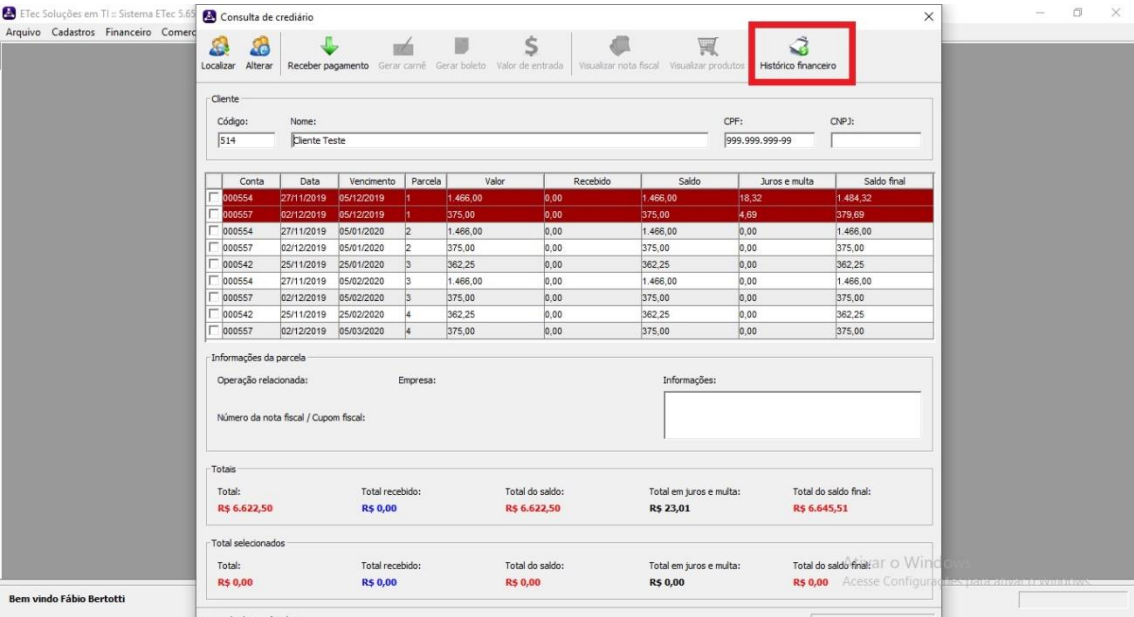 ETec Soluções em TI :: Sistema ETec 5.65
Consulta de crediário
Arquivo Cadastros Financeiro Comerc
Localizar Alterar Receber pagamento Gerar carnê Gerar boleto Valor de entrada Visualizar nota fiscal Visualizar produtos Histórico financeiro
Cliente
Código: Nome: CPF: CNPJ:
514 Cliente Teste 999.999.999-99
Conta Data Vencimento Parcela Valor Recebido Saldo Juros e multa Saldo final
000554 27/11/2019 05/12/2019 1 1.466,00 0,00 1.466,00 18,32 1.484,32
000557 02/12/2019 05/12/2019 1 375,00 0,00 375,00 4,69 379,69
000554 27/11/2019 05/01/2020 2 1.466,00 0,00 1.466,00 0,00 1.466,00
000557 02/12/2019 05/01/2020 2 375,00 0,00 375,00 0,00 375,00
000542 25/11/2019 25/01/2020 3 362,25 0,00 362,25 0,00 362,25
000554 27/11/2019 05/02/2020 3 1.466,00 0,00 1.466,00 0,00 1.466,00
000557 02/12/2019 05/02/2020 3 375,00 0,00 375,00 0,00 375,00
000542 25/11/2019 25/02/2020 4 362,25 0,00 362,25 0,00 362,25
000557 02/12/2019 05/03/2020 4 375,00 0,00 375,00 0,00 375,00
Informações da parcela
Operação relacionada: Empresa: Informações:
Número da nota fiscal / Cupom fiscal:
Totais
Total: Total recebido: Total do saldo: Total em juros e multa: Total do saldo final:
R$ 6.622,50 R$ 0,00 R$ 6.622,50 R$ 23,01 R$ 6.645,51
Total selecionados
Total: Total recebido: Total do saldo: Total em juros e multa: Total do saldo final:
R$ 0,00 R$ 0,00 R$ 0,00 R$ 0,00 R$ 0,00
Ativar o Windows
Acesse Configurações para ativar o Windows.
Bem vindo Fábio Bertotti